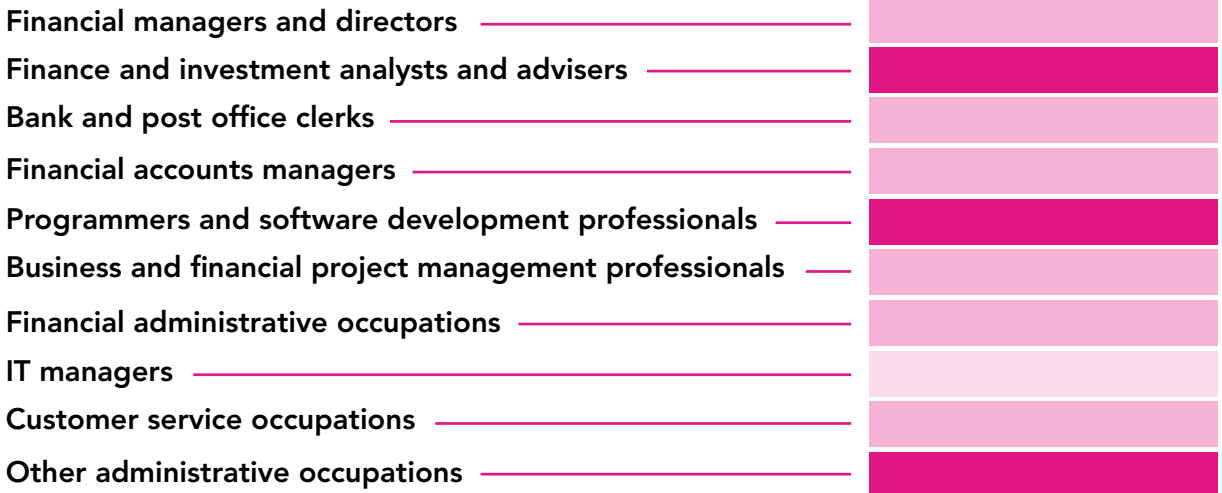 Financial managers and directors
Finance and investment analysts and advisers
Bank and post office clerks
Financial accounts managers
Programmers and software development professionals
Business and financial project management professionals
Financial administrative occupations
IT managers
Customer service occupations
Other administrative occupations